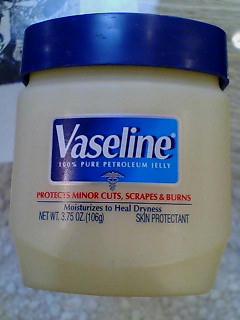 Vaseline®
100% PURE PETROLEUM JELLY
PROTECTS MINOR CUTS, SCRAPES & BURNS
Moisturizes to Heal Dryness
NET WT. 3.75 OZ.(106g) SKIN PROTECTANT